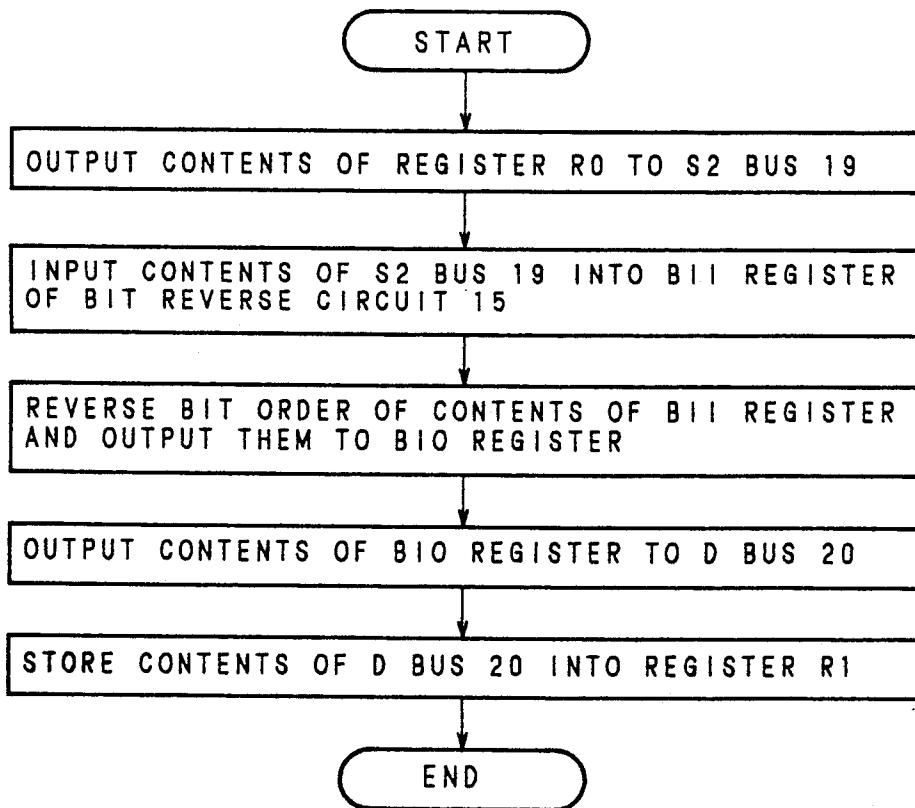 START
OUTPUT CONTENTS OF REGISTER R0 TO S2 BUS 19
INPUT CONTENTS OF S2 BUS 19 INTO BII REGISTER
OF BIT REVERSE CIRCUIT 15
REVERSE BIT ORDER OF CONTENTS OF BII REGISTER
AND OUTPUT THEM TO BIO REGISTER
OUTPUT CONTENTS OF BIO REGISTER TO D BUS 20
STORE CONTENTS OF D BUS 20 INTO REGISTER R1
END